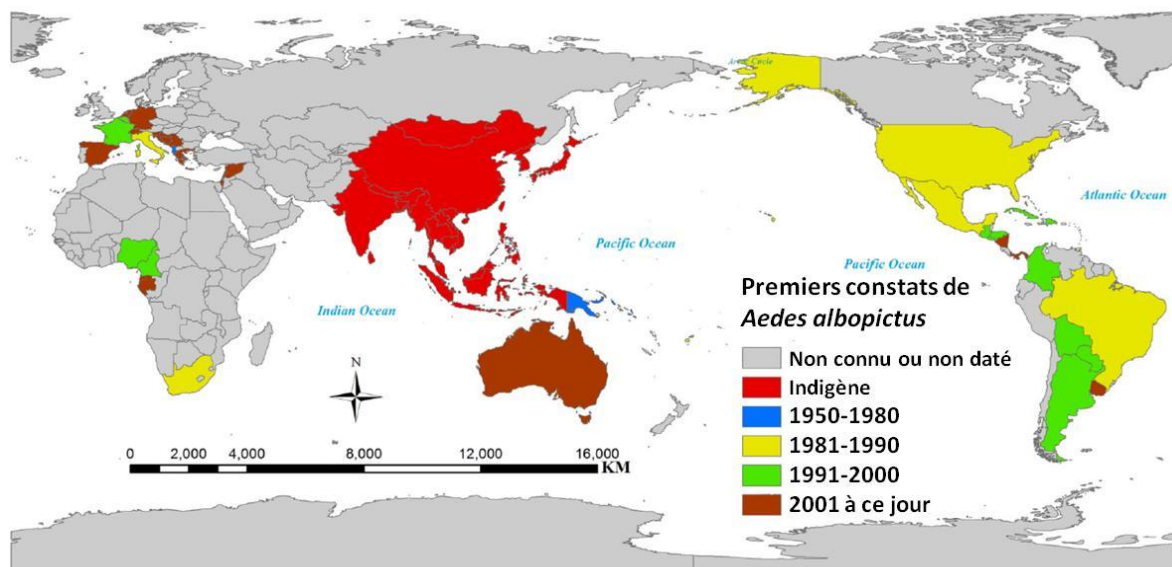 Arctic Circle
Atlantic Ocean
Pacific Ocean
Pacific Ocean
Indian Ocean
N
0 2,000 4,000 8,000 12,000 16,000
KM
Premiers constats de
Aedes albopictus
Non connu ou non daté
Indigène
1950-1980
1981-1990
1991-2000
2001 à ce jour